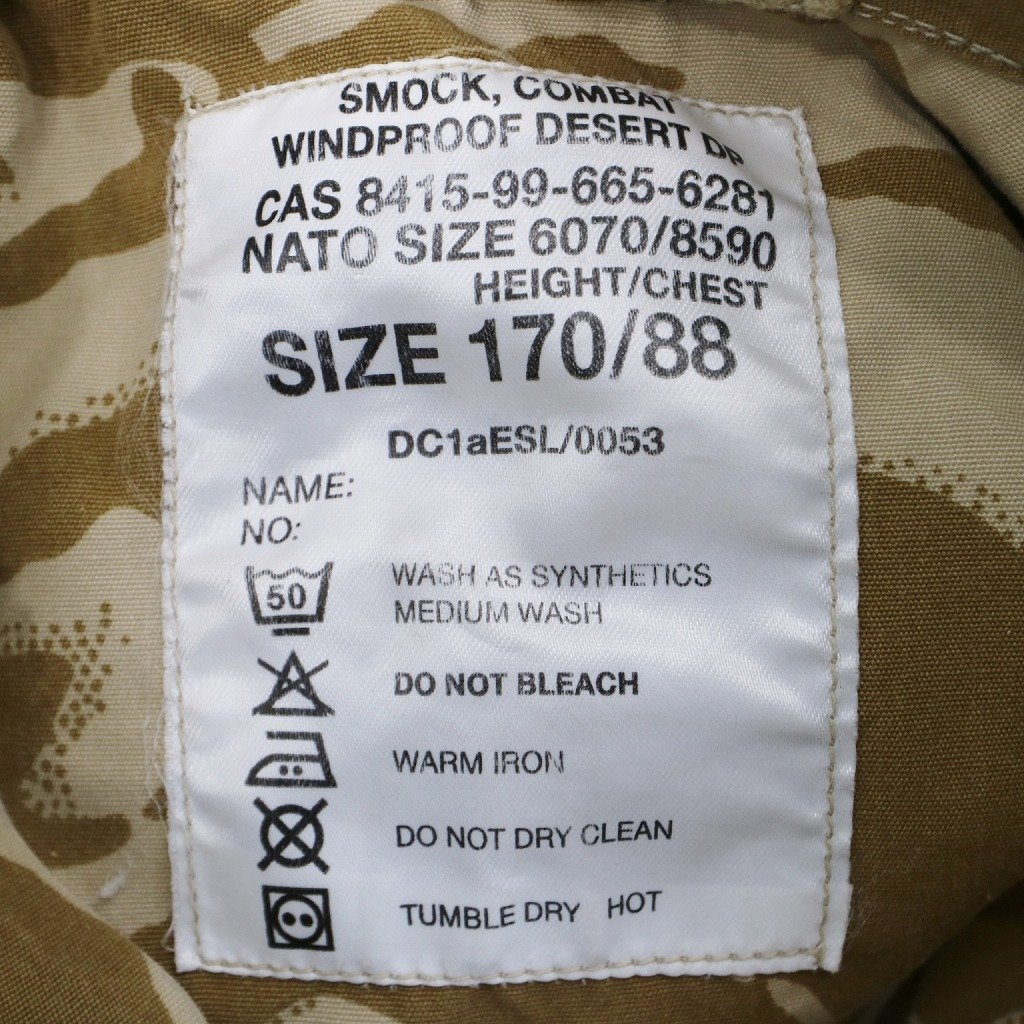 SMOCK, COMBAT
WINDPROOF DESERT DP
CAS 8415-99-665-6281
NATO SIZE 6070/8590
HEIGHT/CHEST
SIZE 170/88
DC1aESL/0053
NAME:
NO:
50 WASH AS SYNTHETICS
MEDIUM WASH
DO NOT BLEACH
WARM IRON
DO NOT DRY CLEAN
TUMBLE DRY HOT